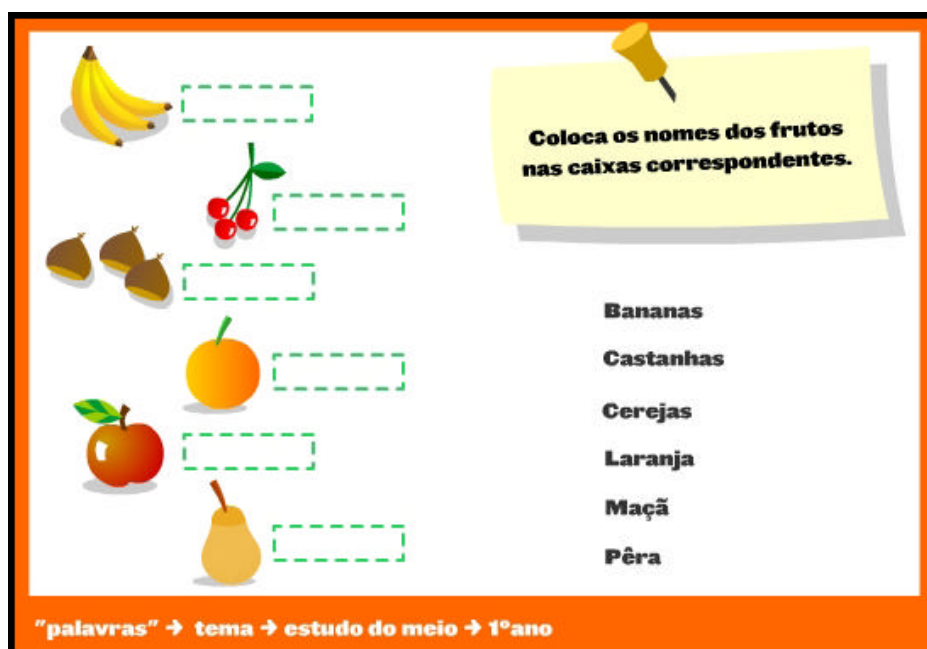 Coloca os nomes dos frutos
nas caixas correspondentes.
Bananas
Castanhas
Cerejas
Laranja
Maçã
Pêra
"palavras" → tema → estudo do meio → 1ºano